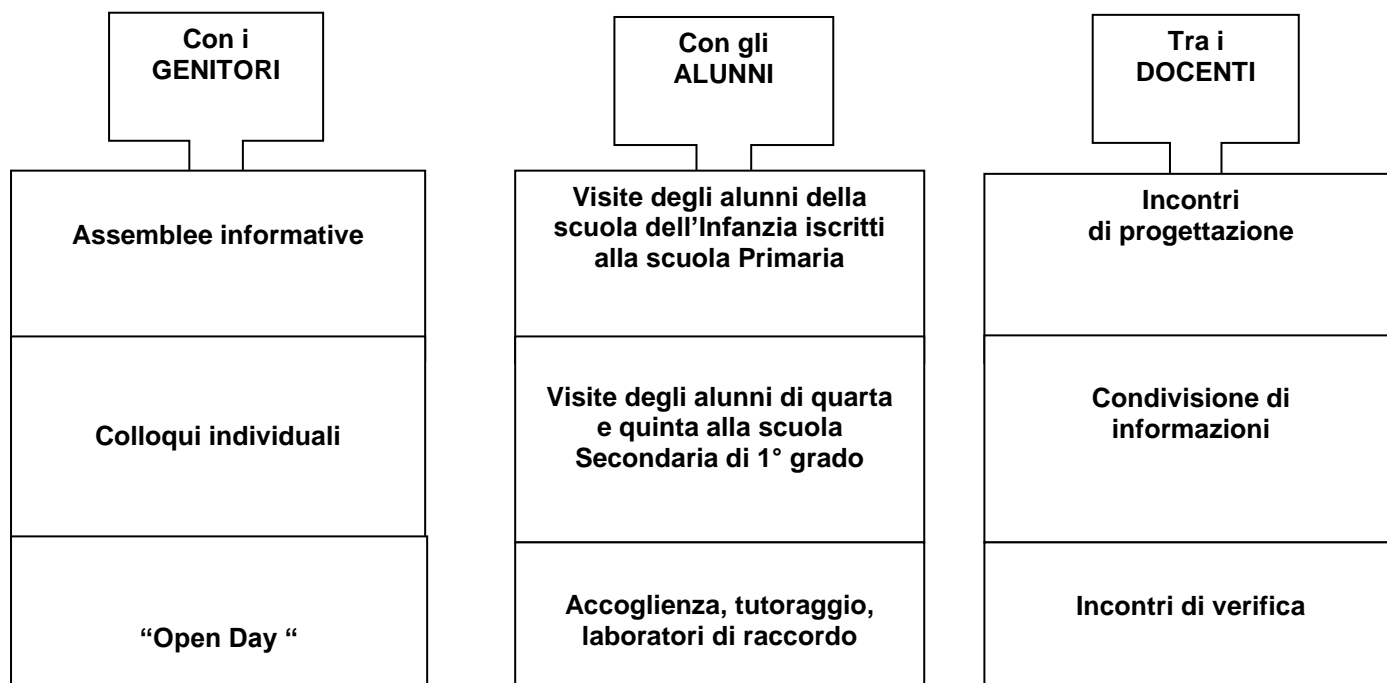 Con i
GENITORI
Assemblee informative
Colloqui individuali
“Open Day “
Con gli
ALUNNI
Visite degli alunni della
scuola dell’Infanzia iscritti
alla scuola Primaria
Visite degli alunni di quarta
e quinta alla scuola
Secondaria di 1° grado
Accoglienza, tutoraggio,
laboratori di raccordo
Tra i
DOCENTI
Incontri
di progettazione
Condivisione di
informazioni
Incontri di verifica